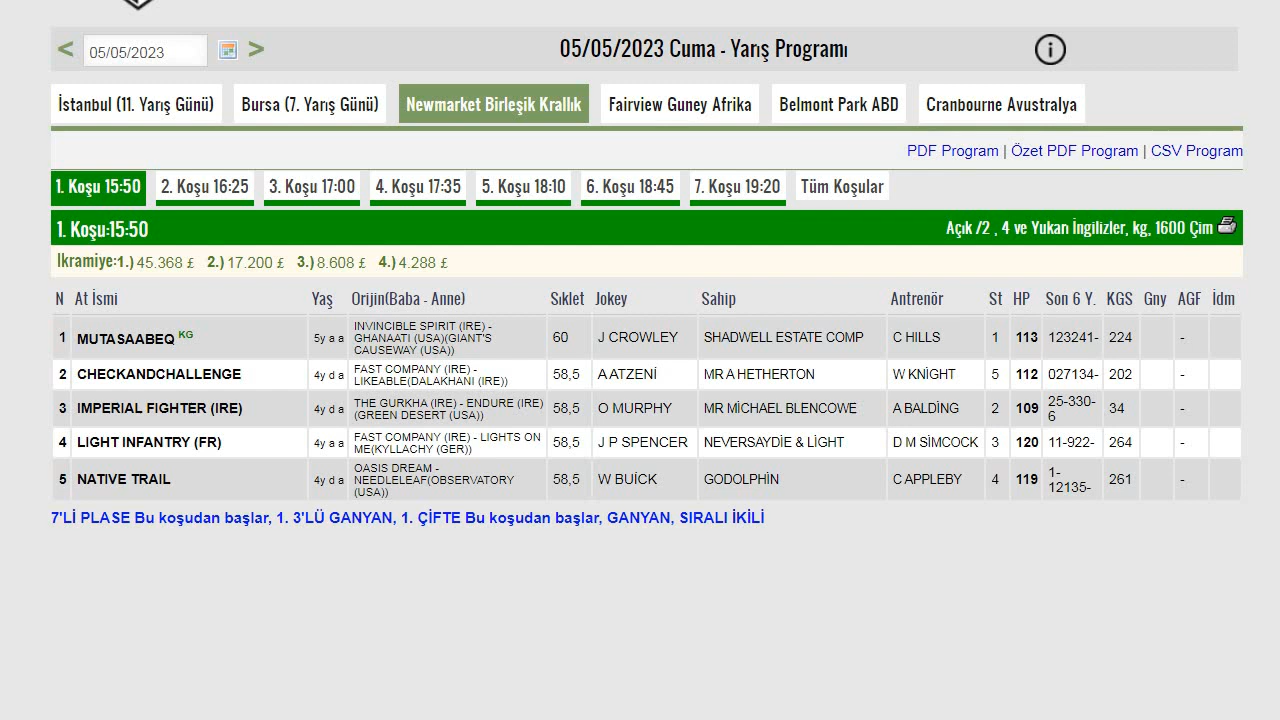 < 05/05/2023 > 05/05/2023 Cuma - Yarış Programı
İstanbul (11. Yarış Günü) Bursa (7. Yarış Günü) Newmarket Birleşik Krallık Fairview Guney Afrika Belmont Park ABD Cranbourne Avustralya
PDF Program | Özet PDF Program | CSV Program
1. Koşu 15:50 2. Koşu 16:25 3. Koşu 17:00 4. Koşu 17:35 5. Koşu 18:10 6. Koşu 18:45 7. Koşu 19:20 Tüm Koşular
1. Koşu:15:50 Açık /2 , 4 ve Yukarı İngilizler, kg, 1600 Çim
Ikramiye:1.) 45.368 £ 2.) 17.200 £ 3.) 8.608 £ 4.) 4.288 £
N At İsmi Yaş Orijin(Baba - Anne) Sıklet Jokey Sahip Antrenör St HP Son 6 Y. KGS Gny AGF İdm
1 MUTASAABEQ KG 5y a a INVINCIBLE SPIRIT (IRE) - GHANAATI (USA)(GIANT'S CAUSEWAY (USA)) 60 J CROWLEY SHADWELL ESTATE COMP C HILLS 1 113 123241- 224 -
2 CHECKANDCHALLENGE 4y d a FAST COMPANY (IRE) - LIKEABLE(DALAKHANI (IRE)) 58,5 A ATZENİ MR A HETHERTON W KNİGHT 5 112 027134- 202 -
3 IMPERIAL FIGHTER (IRE) 4y d a THE GURKHA (IRE) - ENDURE (IRE)(GREEN DESERT (USA)) 58,5 O MURPHY MR MİCHAEL BLENCOWE A BALDİNG 2 109 25-330-6 34 -
4 LIGHT INFANTRY (FR) 4y a a FAST COMPANY (IRE) - LIGHTS ON ME(KYLLACHY (GER)) 58,5 J P SPENCER NEVERSAYDİE & LİGHT D M SİMCOCK 3 120 11-922- 264 -
5 NATIVE TRAIL 4y d a OASIS DREAM - NEEDLELEAF(OBSERVATORY (USA)) 58,5 W BUİCK GODOLPHİN C APPLEBY 4 119 1-12135- 261 -
7'Lİ PLASE Bu koşudan başlar, 1. 3'LÜ GANYAN, 1. ÇİFTE Bu koşudan başlar, GANYAN, SIRALI İKİLİ